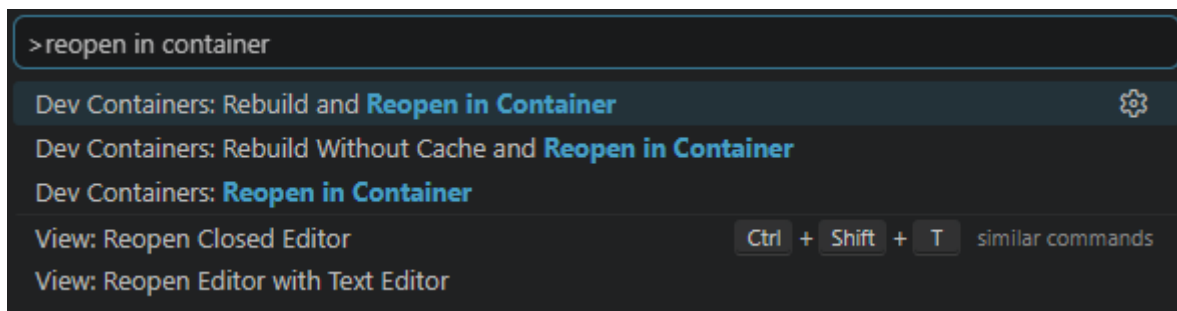 >reopen in container
Dev Containers: Rebuild and Reopen in Container
Dev Containers: Rebuild Without Cache and Reopen in Container
Dev Containers: Reopen in Container
View: Reopen Closed Editor Ctrl + Shift + T similar commands
View: Reopen Editor with Text Editor